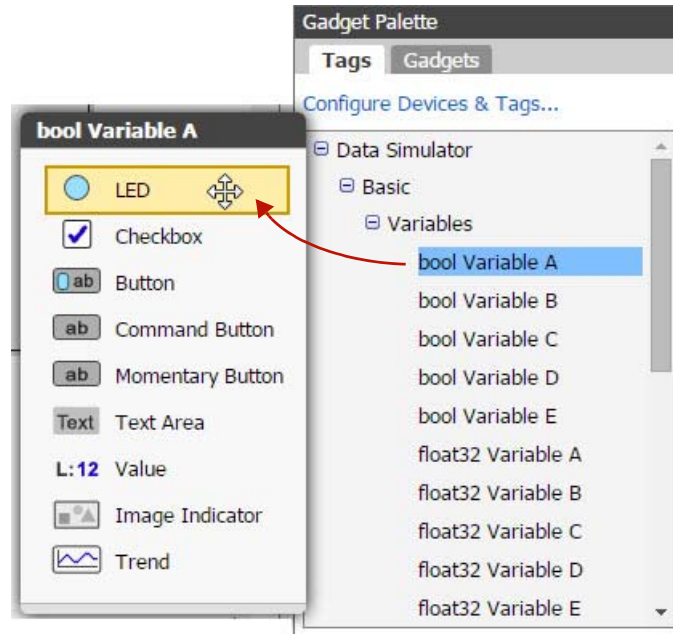 Gadget Palette
Tags Gadgets
Configure Devices & Tags...
Data Simulator
Basic
Variables
bool Variable A
bool Variable B
bool Variable C
bool Variable D
bool Variable E
float32 Variable A
float32 Variable B
float32 Variable C
float32 Variable D
float32 Variable E
bool Variable A
LED
Checkbox
ab Button
ab Command Button
ab Momentary Button
Text Text Area
L:12 Value
Image Indicator
Trend